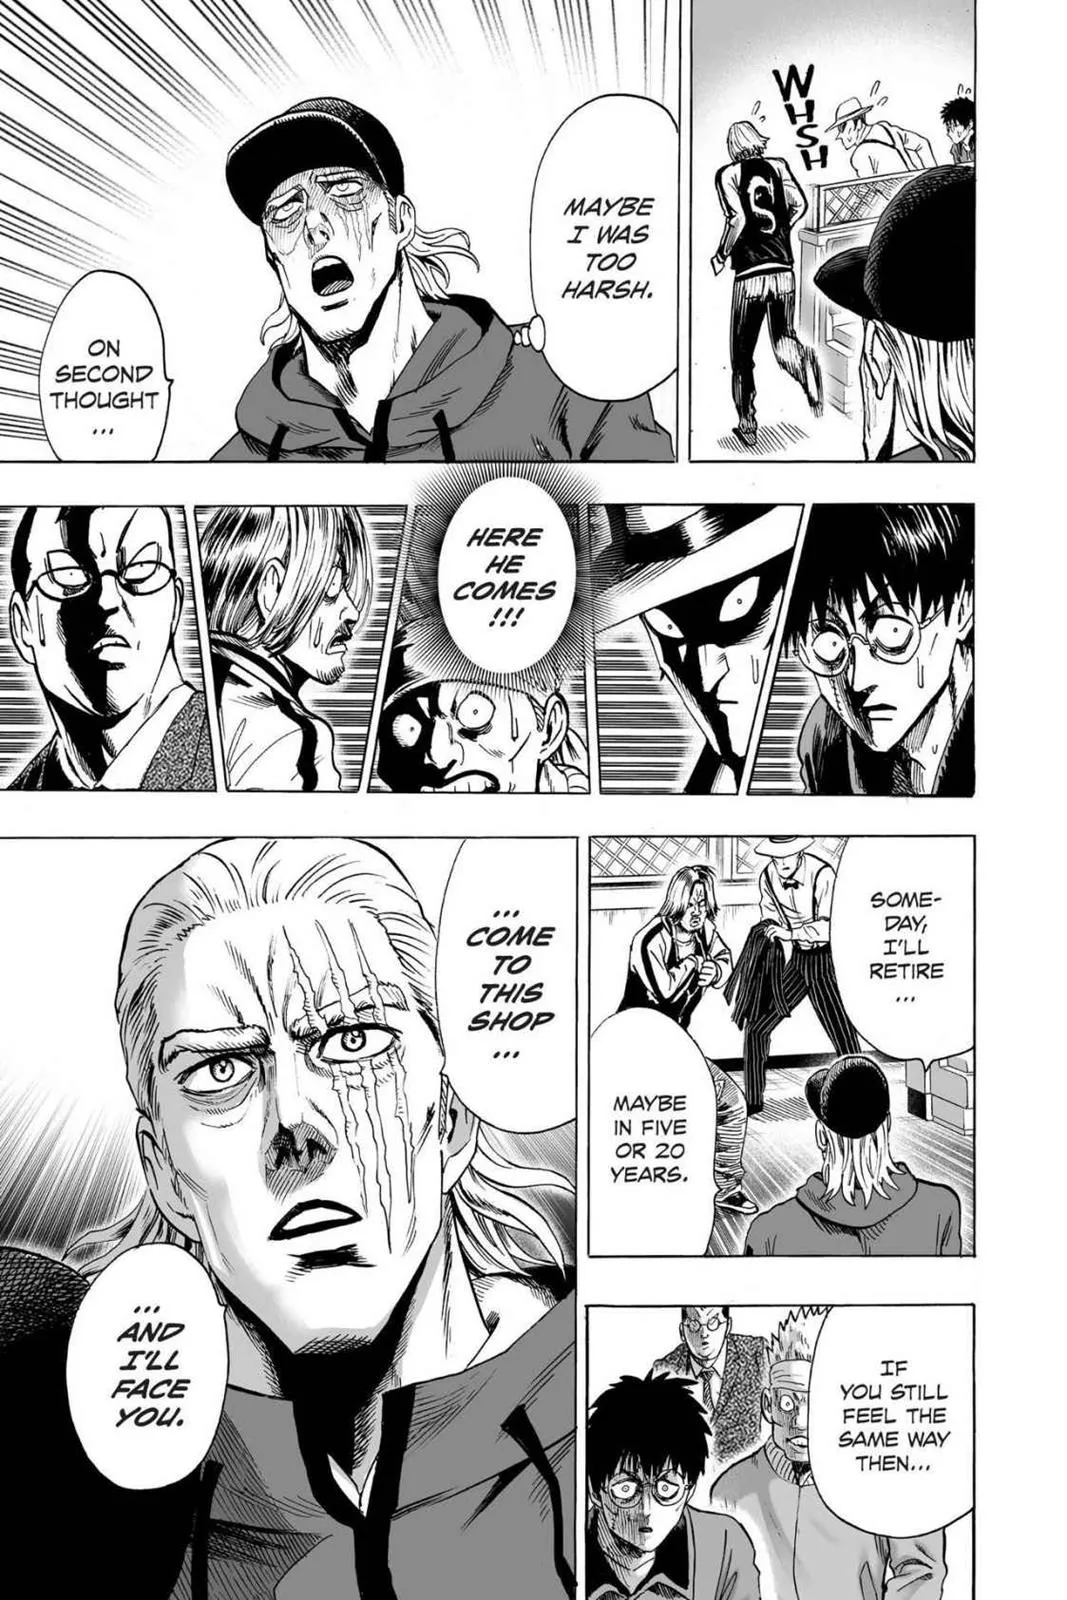 WHSH
S
MAYBE
I WAS
TOO
HARSH.
ON
SECOND
THOUGHT
...
HERE
HE
COMES
!!!
SOME-
DAY,
I'LL
RETIRE
...
MAYBE
IN FIVE
OR 20
YEARS.
IF
YOU STILL
FEEL THE
SAME WAY
THEN...
...
COME
TO
THIS
SHOP
...
...
AND
I'LL
FACE
YOU.